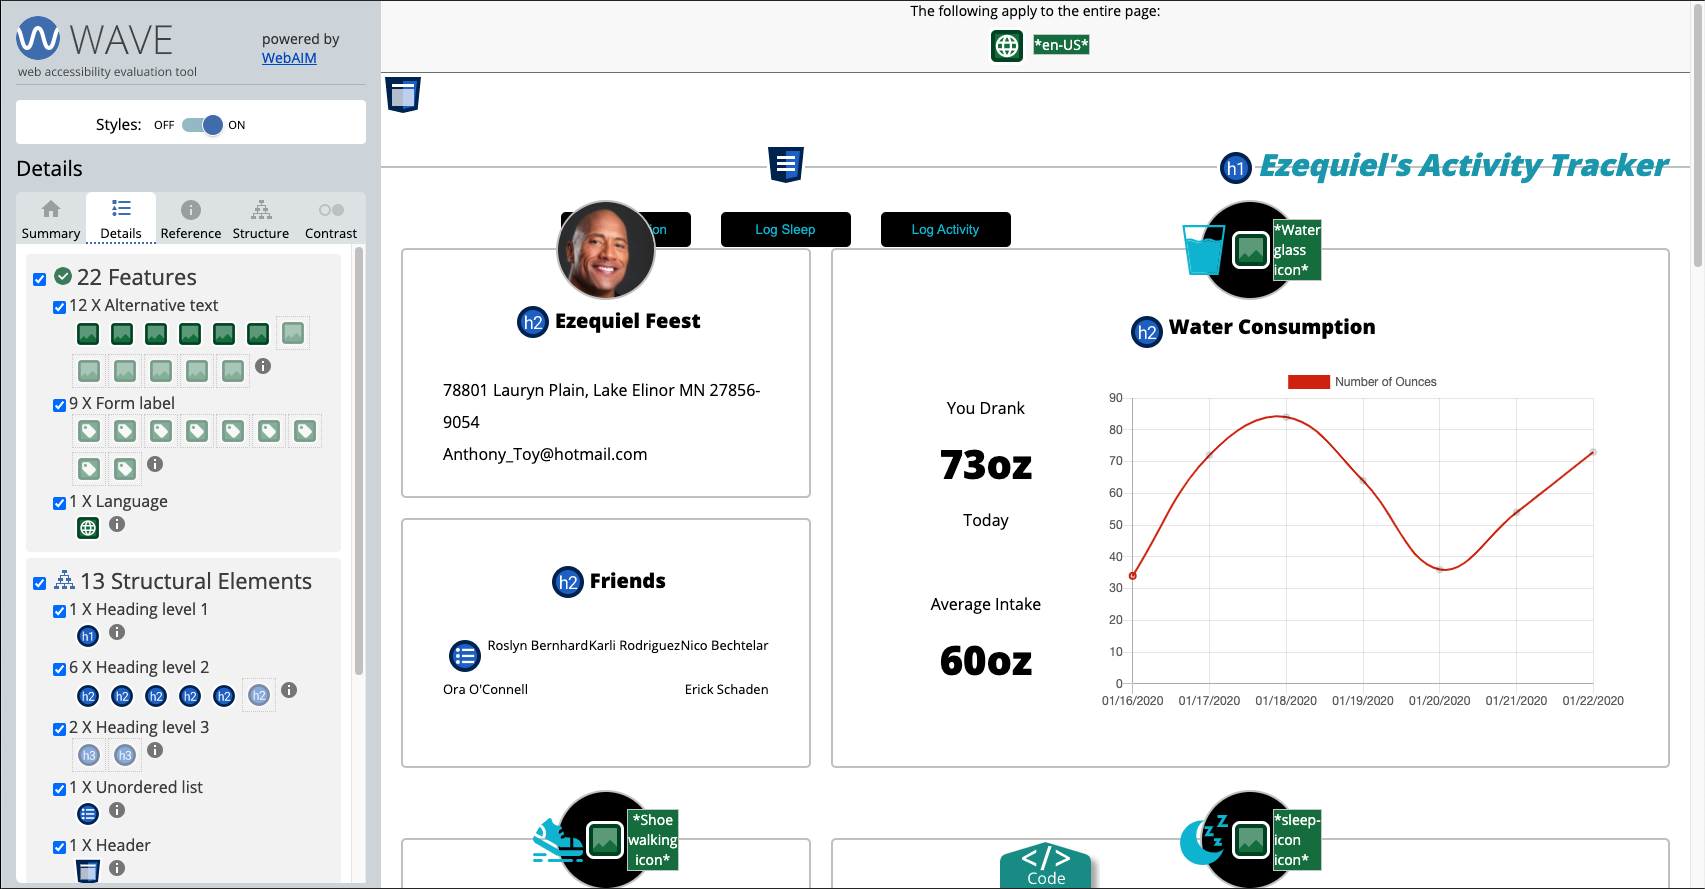 WAVE
web accessibility evaluation tool
powered by
WebAIM
Styles: OFF ON
Details
Summary Details Reference Structure Contrast
22 Features
12 X Alternative text
9 X Form label
1 X Language
13 Structural Elements
1 X Heading level 1
h1
6 X Heading level 2
h2 h2 h2 h2 h2 h2
2 X Heading level 3
h3 h3
1 X Unordered list
1 X Header
The following apply to the entire page:
*en-US*
h1 Ezequiel's Activity Tracker
on
Log Sleep
Log Activity
h2 Ezequiel Feest
78801 Lauryn Plain, Lake Elinor MN 27856-
9054
Anthony_Toy@hotmail.com
h2 Friends
Roslyn Bernhard Karli Rodriguez Nico Bechtelar
Ora O'Connell Erick Schaden
*Water
glass
icon*
h2 Water Consumption
You Drank
73oz
Today
Average Intake
60oz
Number of Ounces
90
80
70
60
50
40
30
20
10
0
01/16/2020 01/17/2020 01/18/2020 01/19/2020 01/20/2020 01/21/2020 01/22/2020
*Shoe
walking
icon*
*sleep-
icon
icon*
z z z
</>
Code